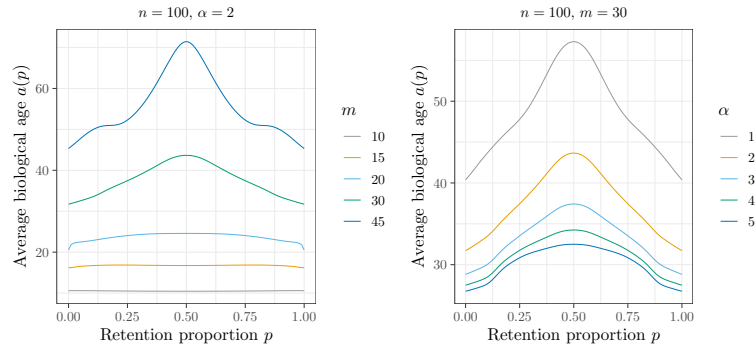 n = 100, α = 2
Average biological age a(p)
60
40
20
0.00 0.25 0.50 0.75 1.00
Retention proportion p
m
10
15
20
30
45
n = 100, m = 30
Average biological age a(p)
50
40
30
0.00 0.25 0.50 0.75 1.00
Retention proportion p
α
1
2
3
4
5